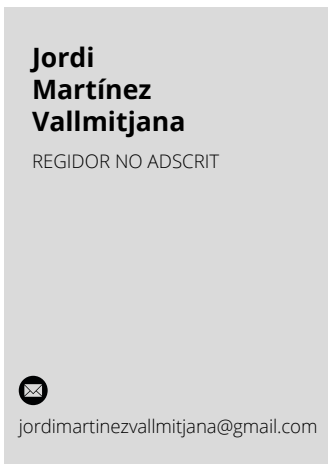 Jordi
Martínez
Vallmitjana
REGIDOR NO ADSCRIT
jordimartinezvallmitjana@gmail.com